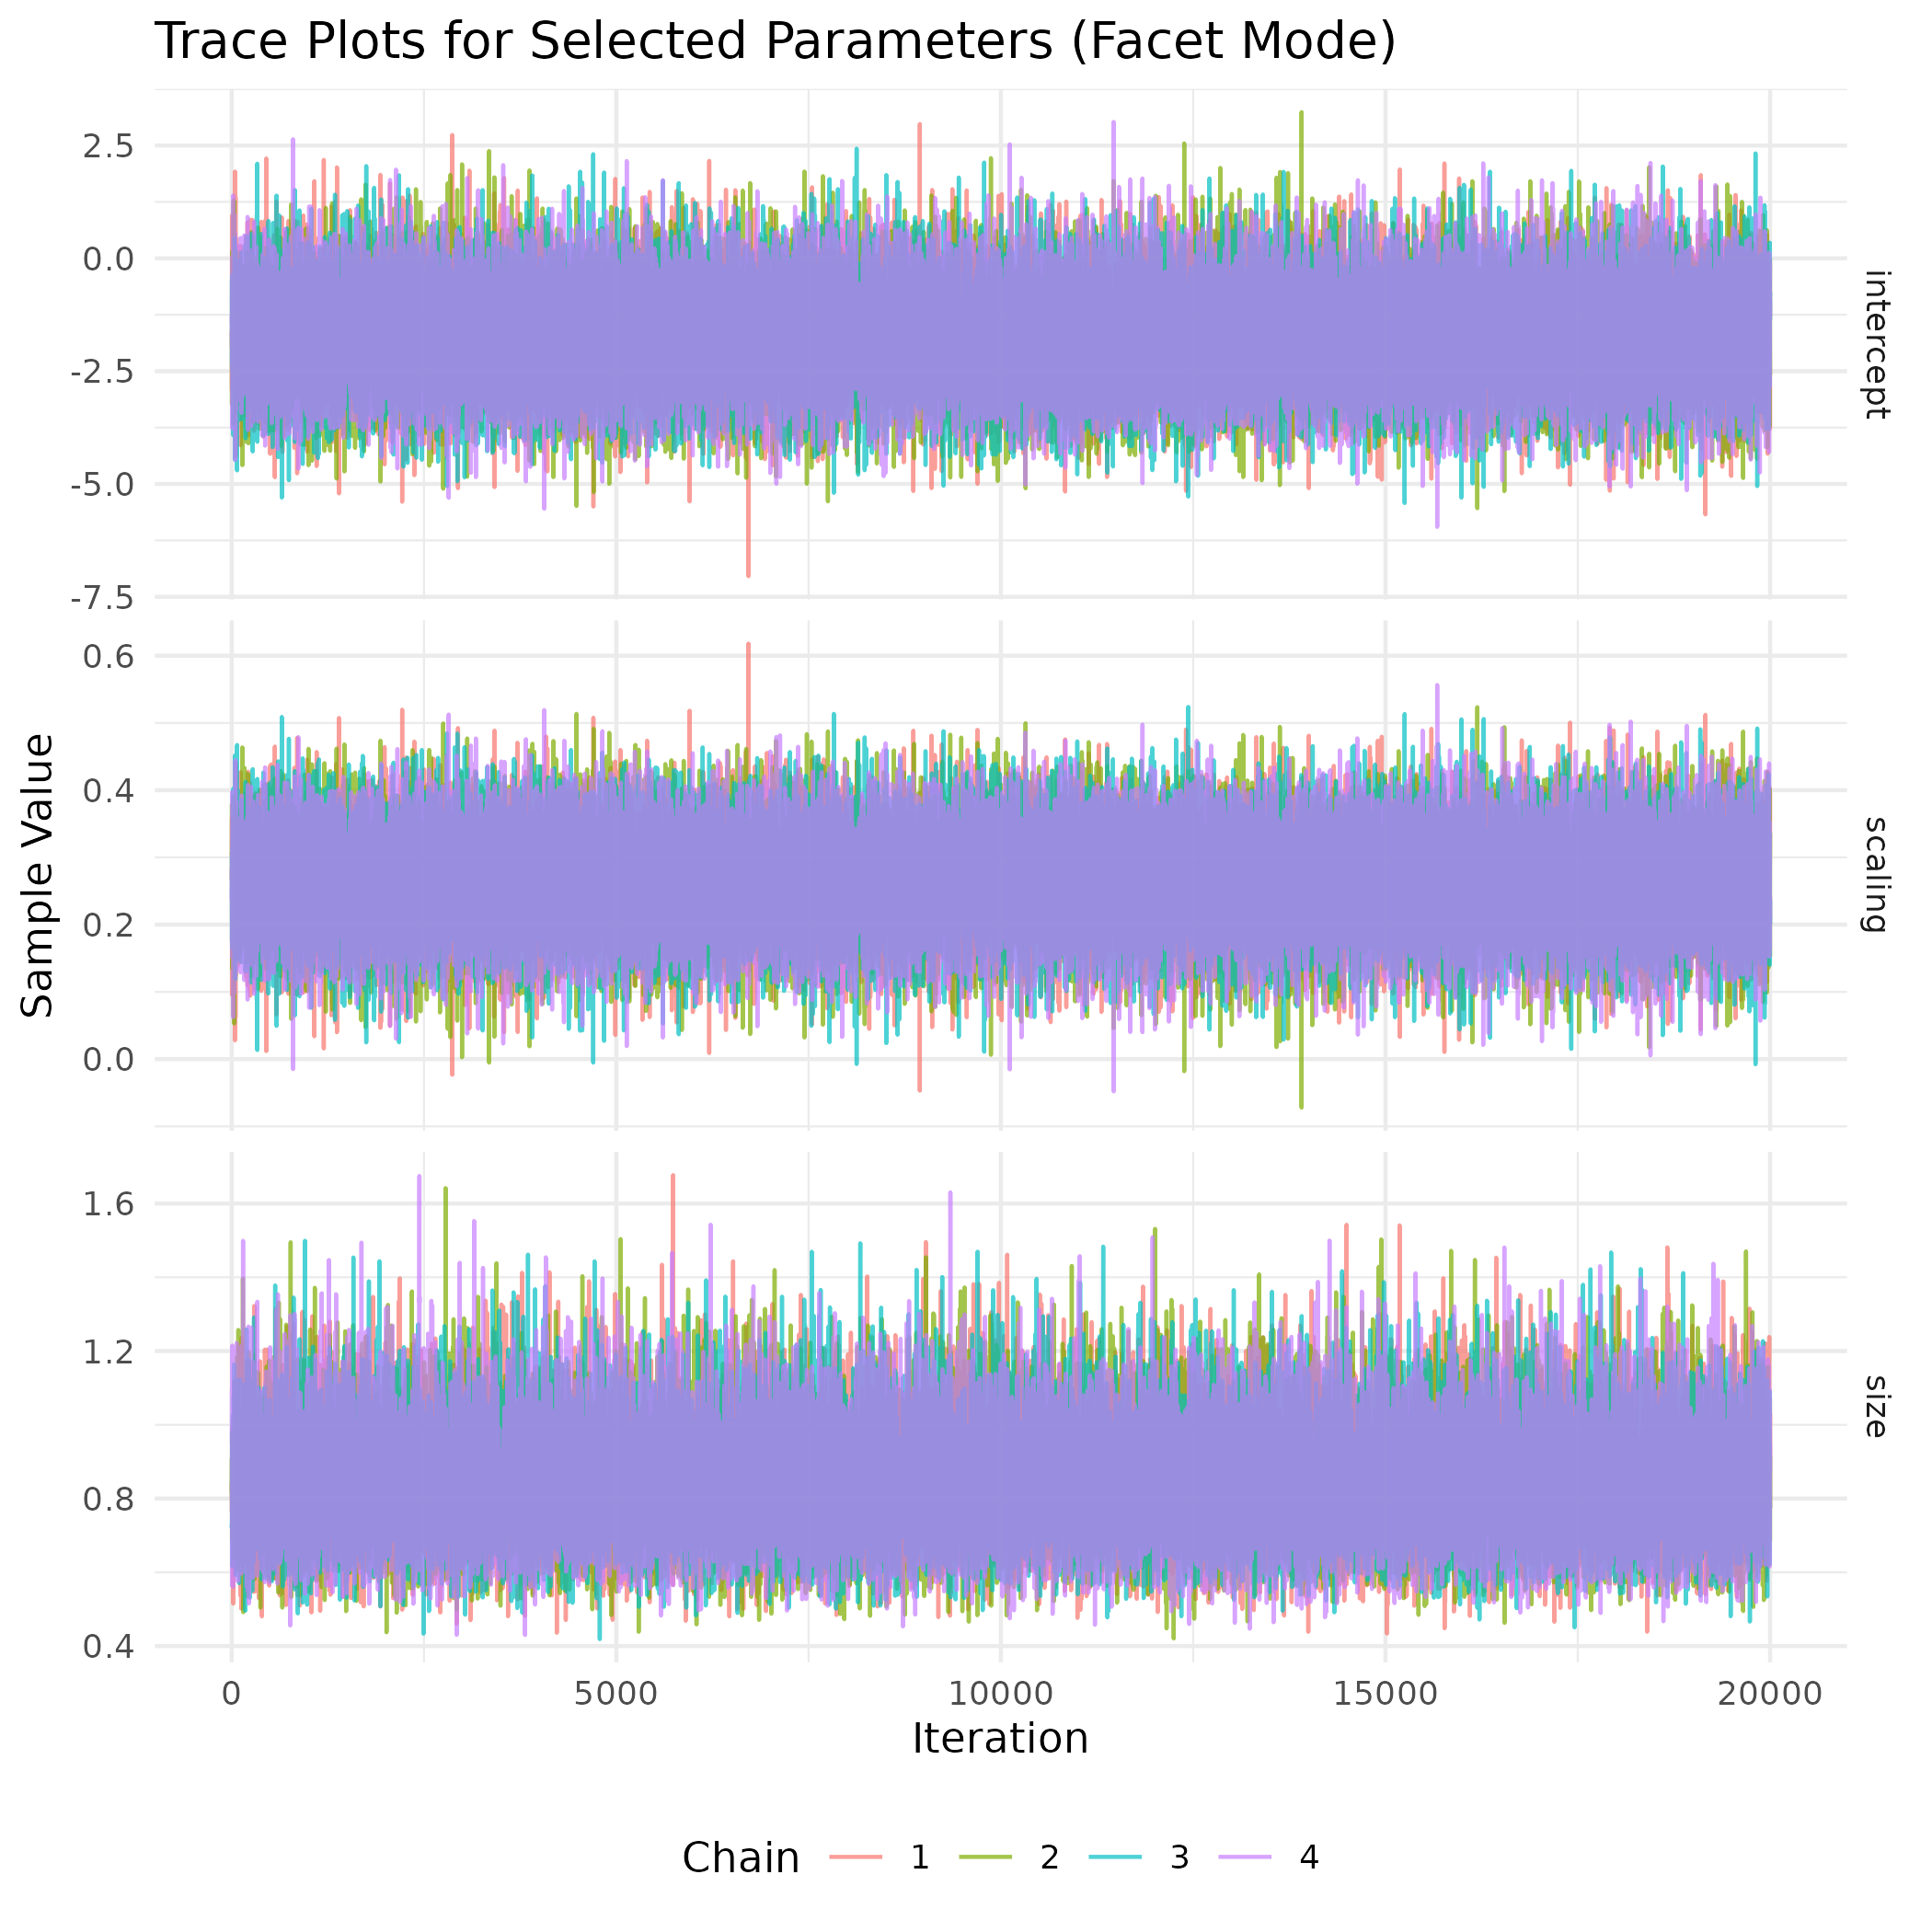 Trace Plots for Selected Parameters (Facet Mode)
2.5
0.0
-2.5
-5.0
-7.5
intercept
0.6
0.4
0.2
0.0
scaling
Sample Value
1.6
1.2
0.8
0.4
size
0 5000 10000 15000 20000
Iteration
Chain 1 2 3 4